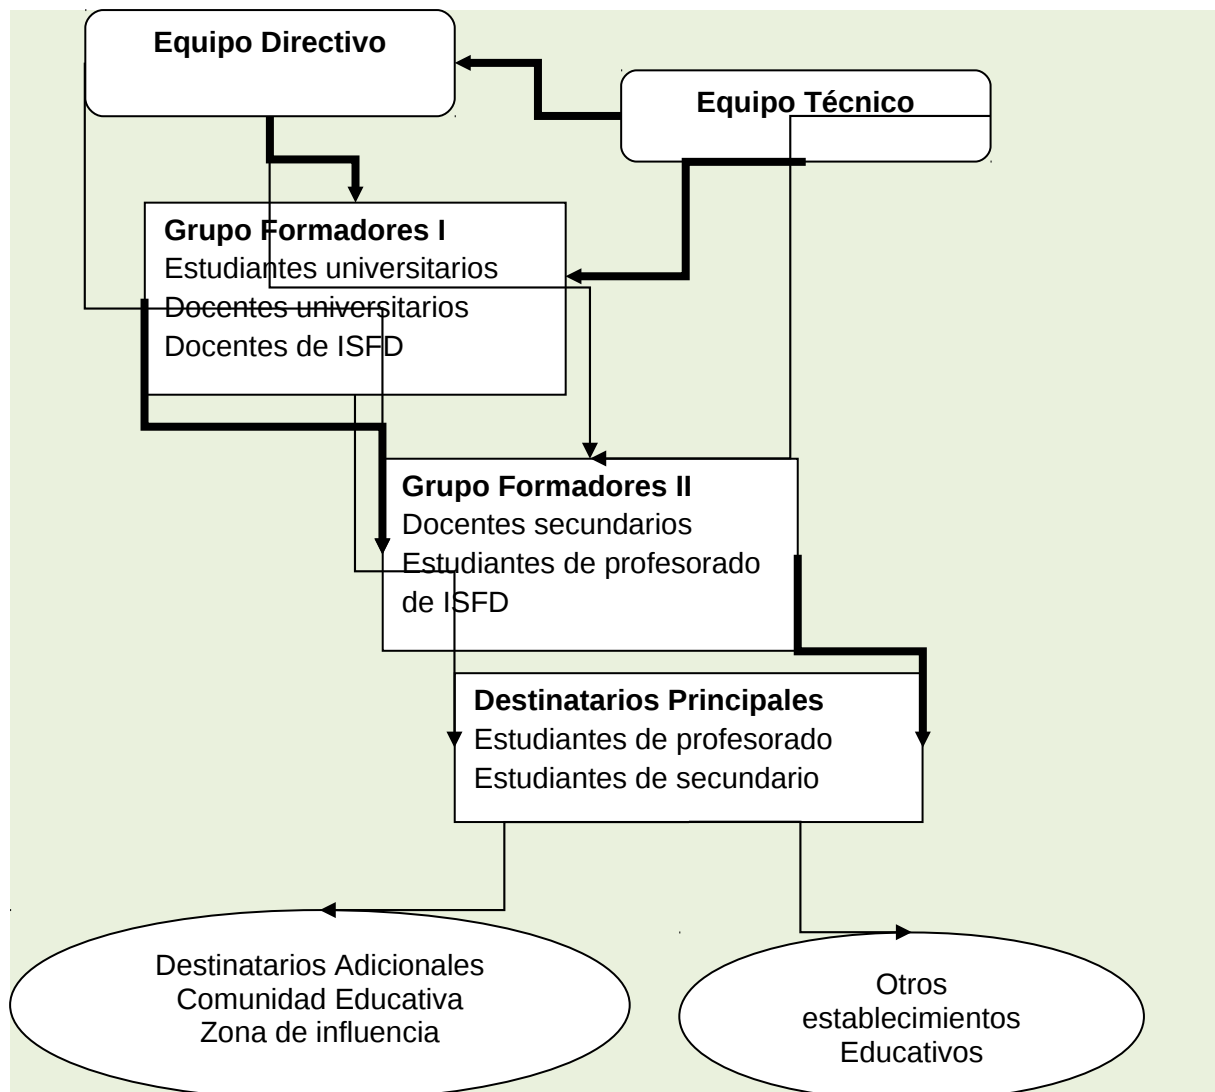 Equipo Directivo
Equipo Técnico
Grupo Formadores I
Estudiantes universitarios
Docentes universitarios
Docentes de ISFD
Grupo Formadores II
Docentes secundarios
Estudiantes de profesorado
de ISFD
Destinatarios Principales
Estudiantes de profesorado
Estudiantes de secundario
Destinatarios Adicionales
Comunidad Educativa
Zona de influencia
Otros
establecimientos
Educativos